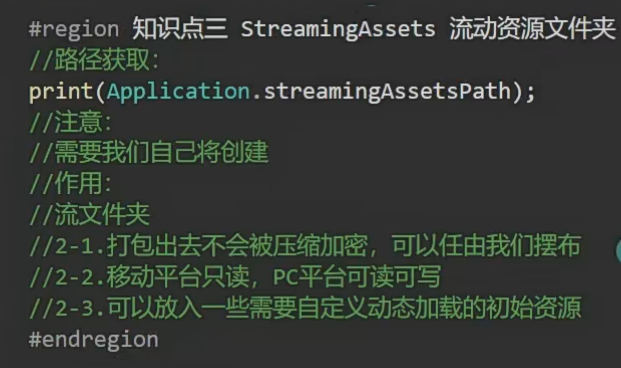 #region 知识点三 StreamingAssets 流动资源文件夹
//路径获取：
print(Application.streamingAssetsPath);
//注意：
//需要我们自己将创建
//作用：
//流文件夹
//2-1.打包出去不会被压缩加密，可以任由我们摆布
//2-2.移动平台只读，PC平台可读可写
//2-3.可以放入一些需要自定义动态加载的初始资源
#endregion